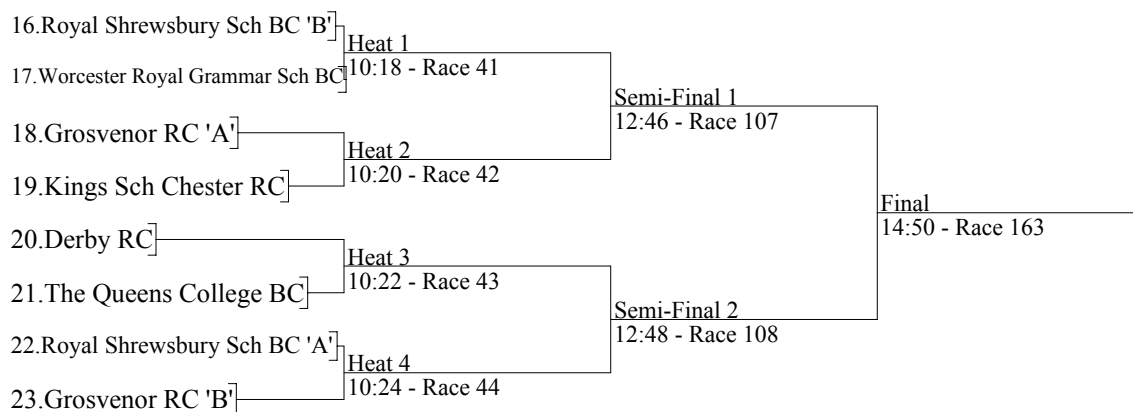 16.Royal Shrewsbury Sch BC 'B'
Heat 1
17.Worcester Royal Grammar Sch BC
10:18 - Race 41
Semi-Final 1
12:46 - Race 107
18.Grosvenor RC 'A'
Heat 2
10:20 - Race 42
19.Kings Sch Chester RC
Final
14:50 - Race 163
20.Derby RC
Heat 3
10:22 - Race 43
21.The Queens College BC
Semi-Final 2
12:48 - Race 108
22.Royal Shrewsbury Sch BC 'A'
Heat 4
10:24 - Race 44
23.Grosvenor RC 'B'